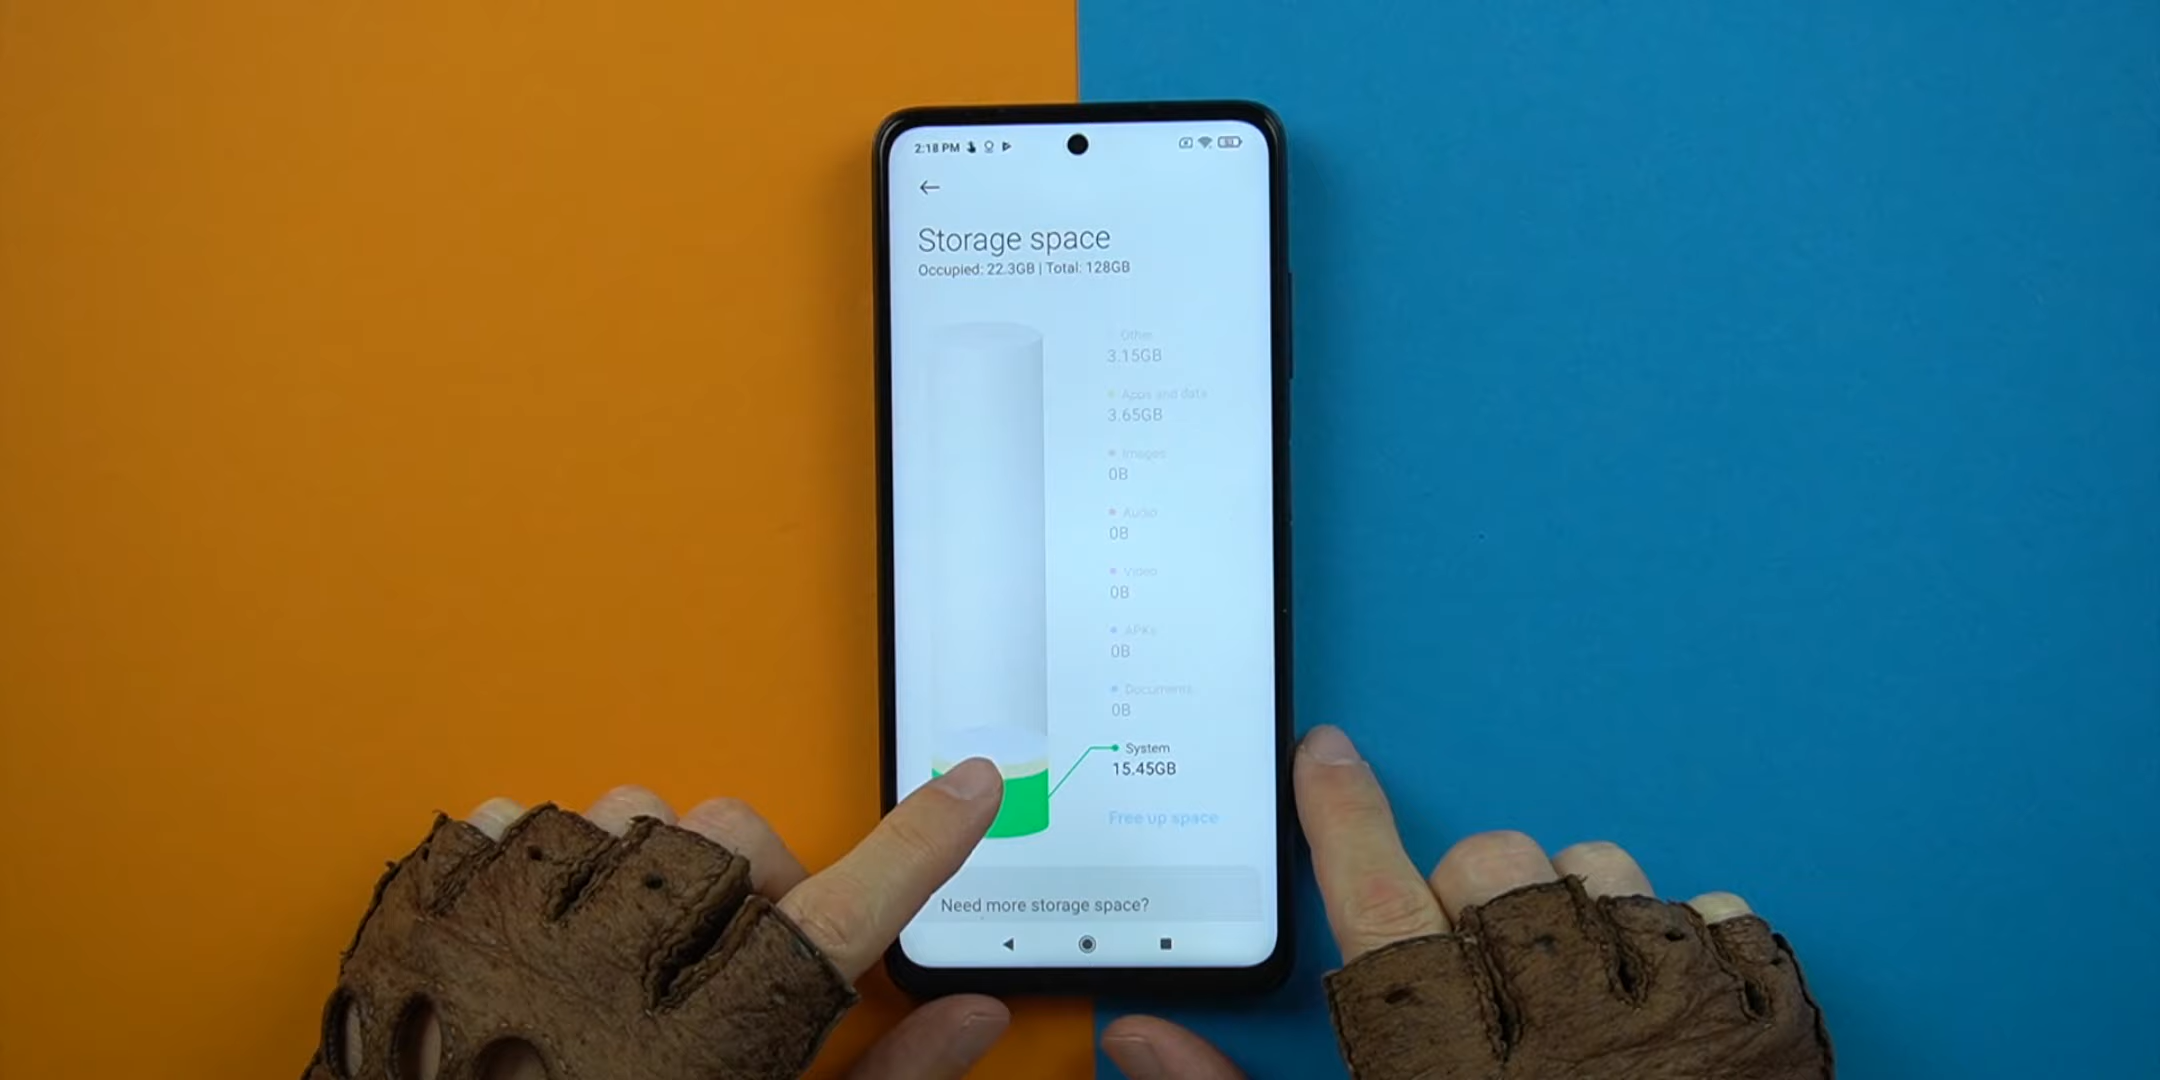 2:18 PM
Storage space
Occupied: 22.3GB | Total: 128GB
Other
3.15GB
Apps and data
3.65GB
Images
0B
Audio
0B
Video
0B
APKs
0B
Documents
0B
System
15.45GB
Free up space
Need more storage space?